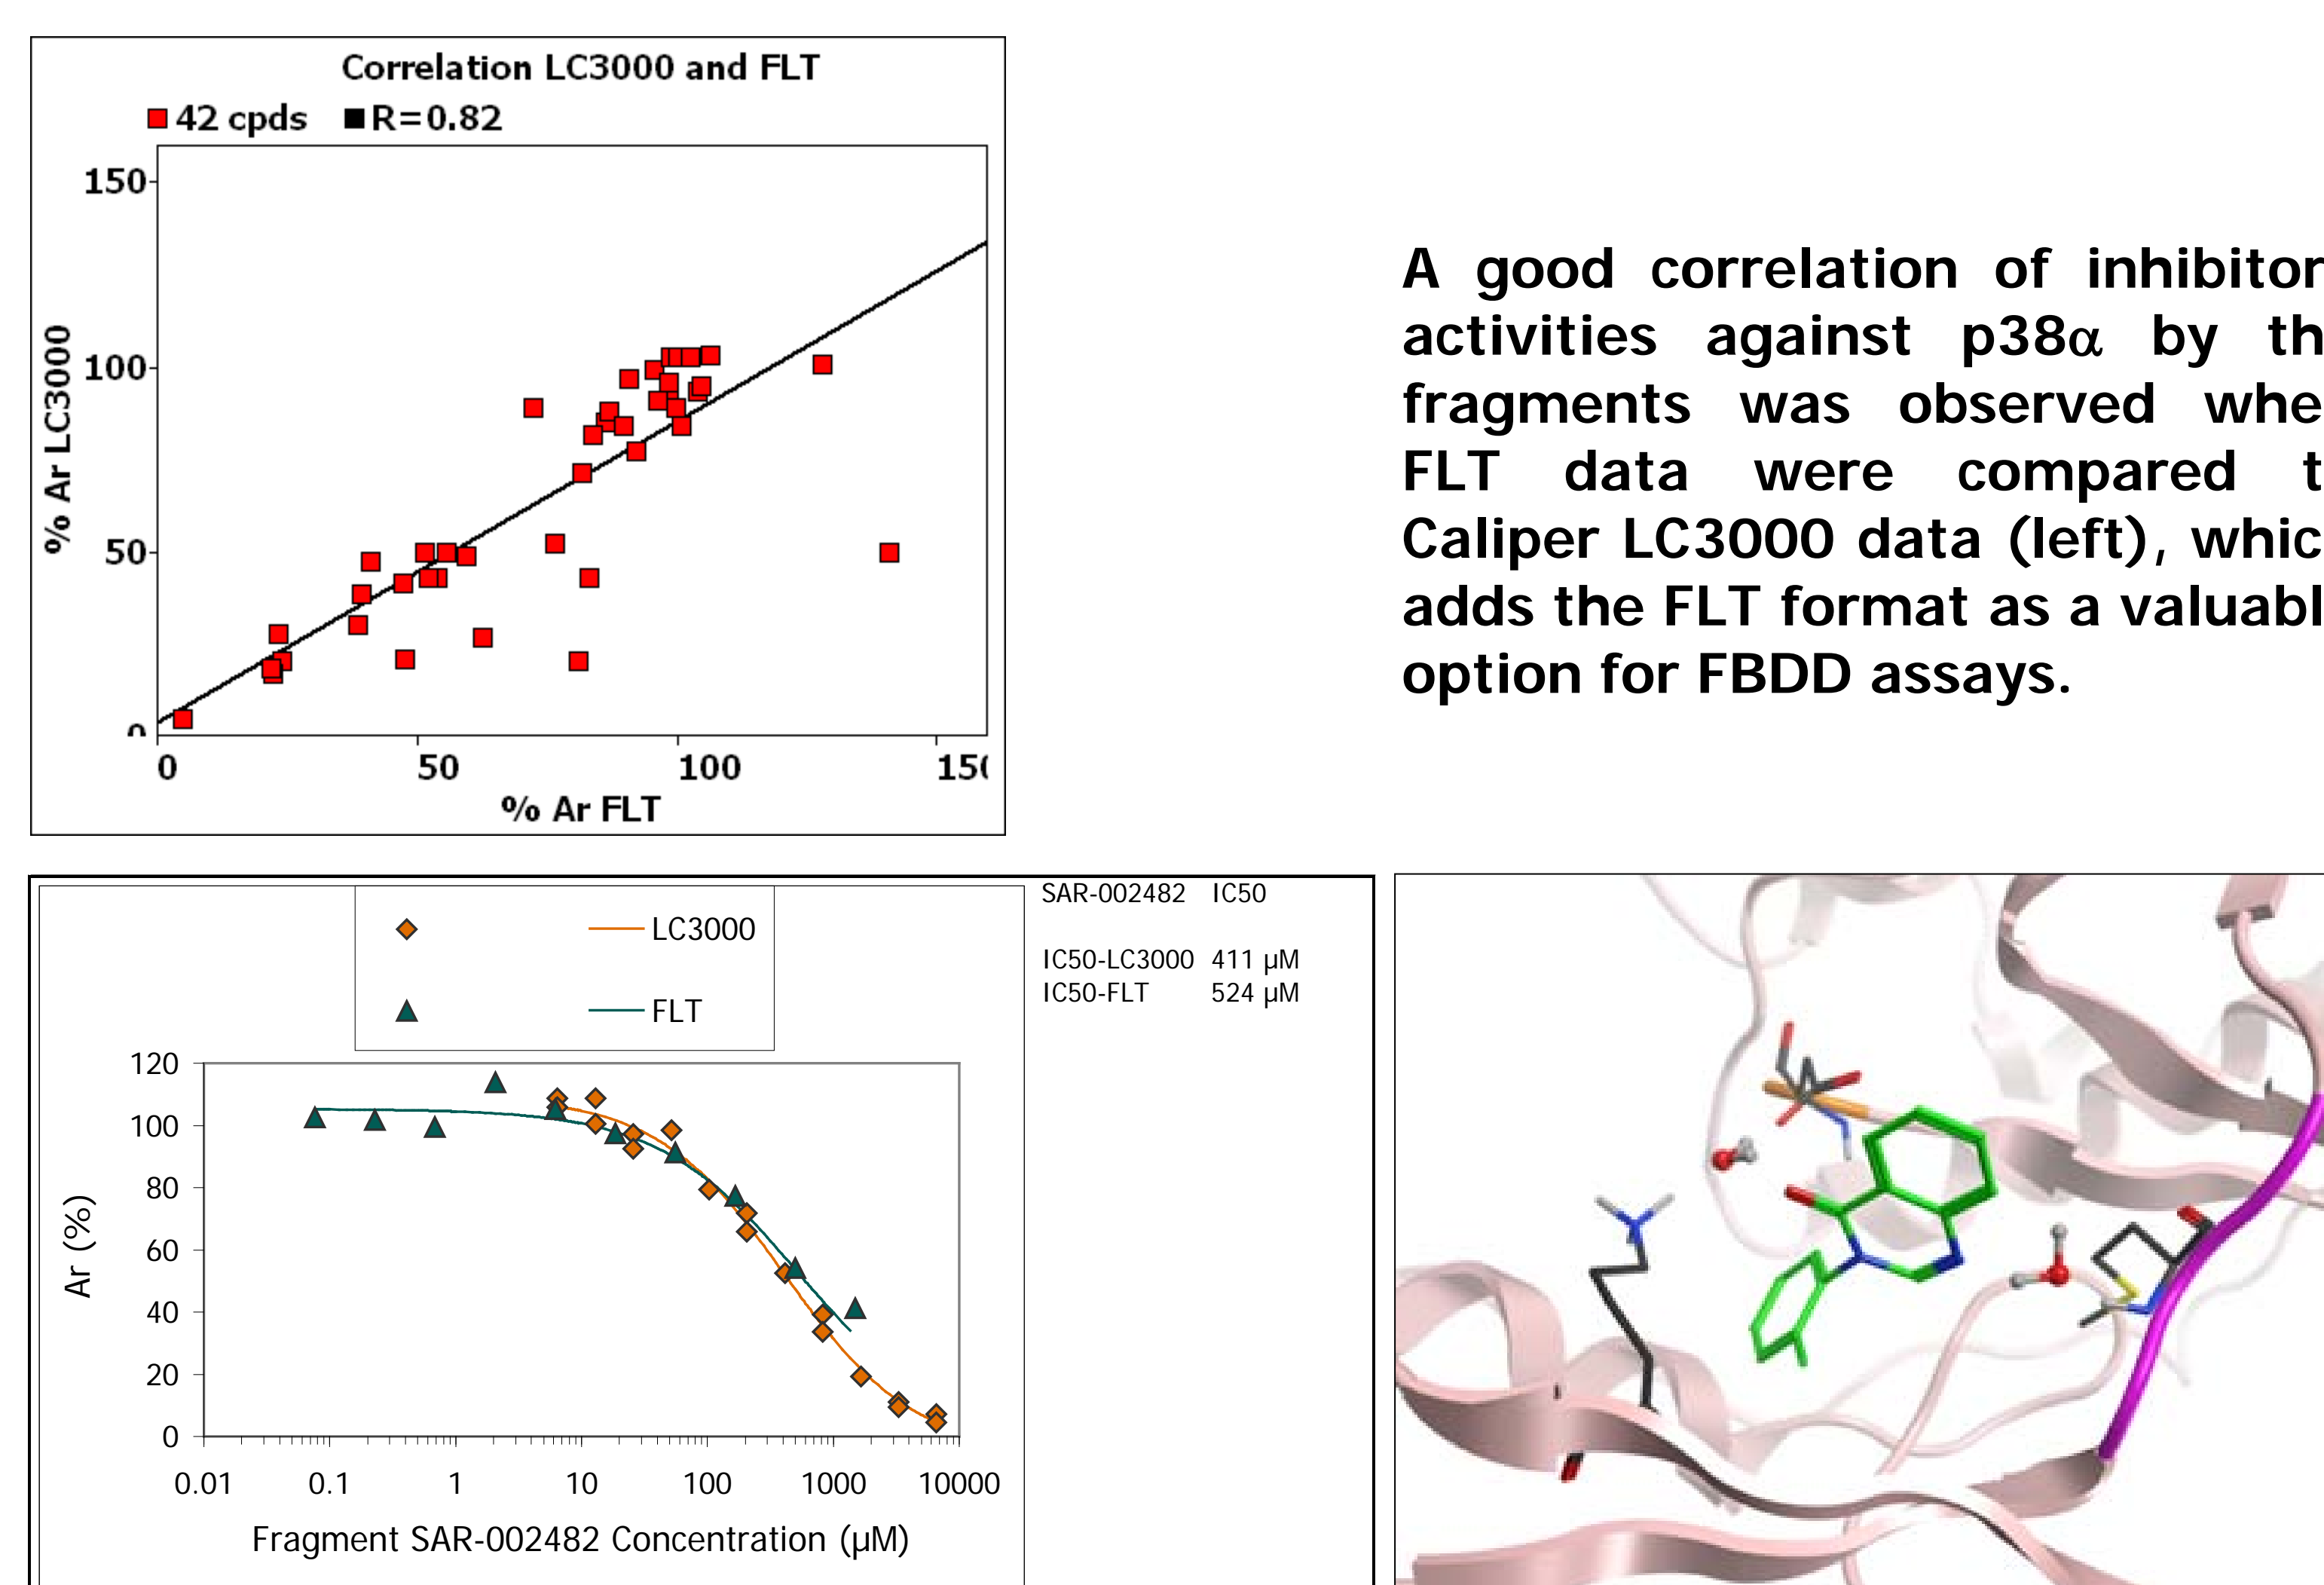 Correlation LC3000 and FLT
42 cpds R=0.82
150
100
50
0
% Ar LC3000
0 50 100 150
% Ar FLT
A good correlation of inhibitor
activities against p38α by th
fragments was observed whe
FLT data were compared t
Caliper LC3000 data (left), whic
adds the FLT format as a valuabl
option for FBDD assays.
LC3000
FLT
SAR-002482 IC50
IC50-LC3000 411 µM
IC50-FLT 524 µM
120
100
80
60
40
20
0
Ar (%)
0.01 0.1 1 10 100 1000 10000
Fragment SAR-002482 Concentration (µM)